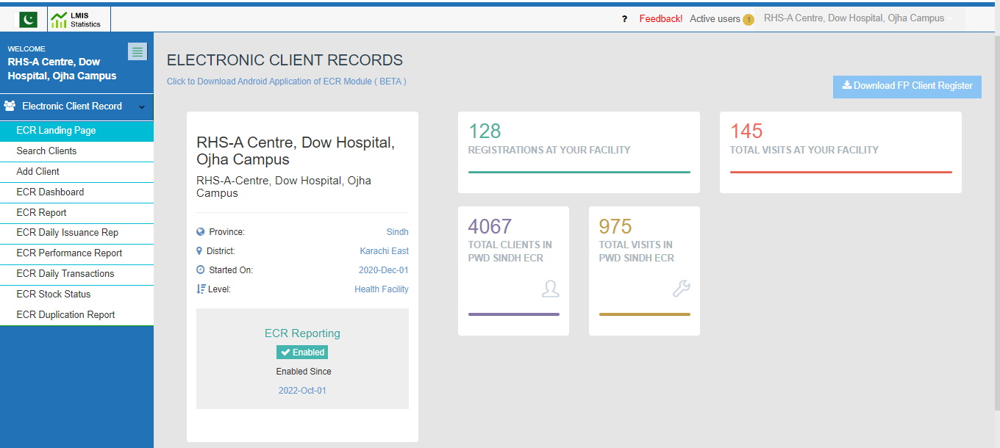 LMIS
Statistics
? Feedback! Active users 1 RHS-A Centre, Dow Hospital, Ojha Campus
WELCOME
RHS-A Centre, Dow
Hospital, Ojha Campus
Electronic Client Record
ECR Landing Page
Search Clients
Add Client
ECR Dashboard
ECR Report
ECR Daily Issuance Rep
ECR Performance Report
ECR Daily Transactions
ECR Stock Status
ECR Duplication Report
ELECTRONIC CLIENT RECORDS
Click to Download Android Application of ECR Module ( BETA )
Download FP Client Register
RHS-A Centre, Dow Hospital,
Ojha Campus
RHS-A-Centre, Dow Hospital, Ojha
Campus
Province: Sindh
District: Karachi East
Started On: 2020-Dec-01
Level: Health Facility
ECR Reporting
Enabled
Enabled Since
2022-Oct-01
128
REGISTRATIONS AT YOUR FACILITY
145
TOTAL VISITS AT YOUR FACILITY
4067
TOTAL CLIENTS IN
PWD SINDH ECR
975
TOTAL VISITS IN
PWD SINDH ECR